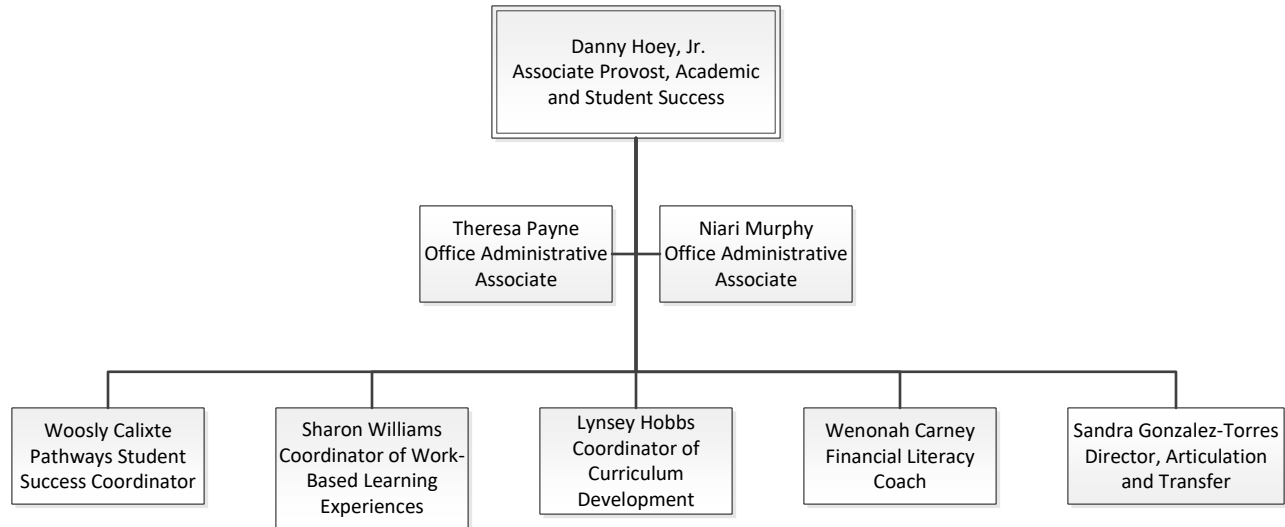 Danny Hoey, Jr.
Associate Provost, Academic
and Student Success
Theresa Payne
Office Administrative
Associate
Niari Murphy
Office Administrative
Associate
Woosly Calixte
Pathways Student
Success Coordinator
Sharon Williams
Coordinator of Work-
Based Learning
Experiences
Lynsey Hobbs
Coordinator of
Curriculum
Development
Wenonah Carney
Financial Literacy
Coach
Sandra Gonzalez-Torres
Director, Articulation
and Transfer